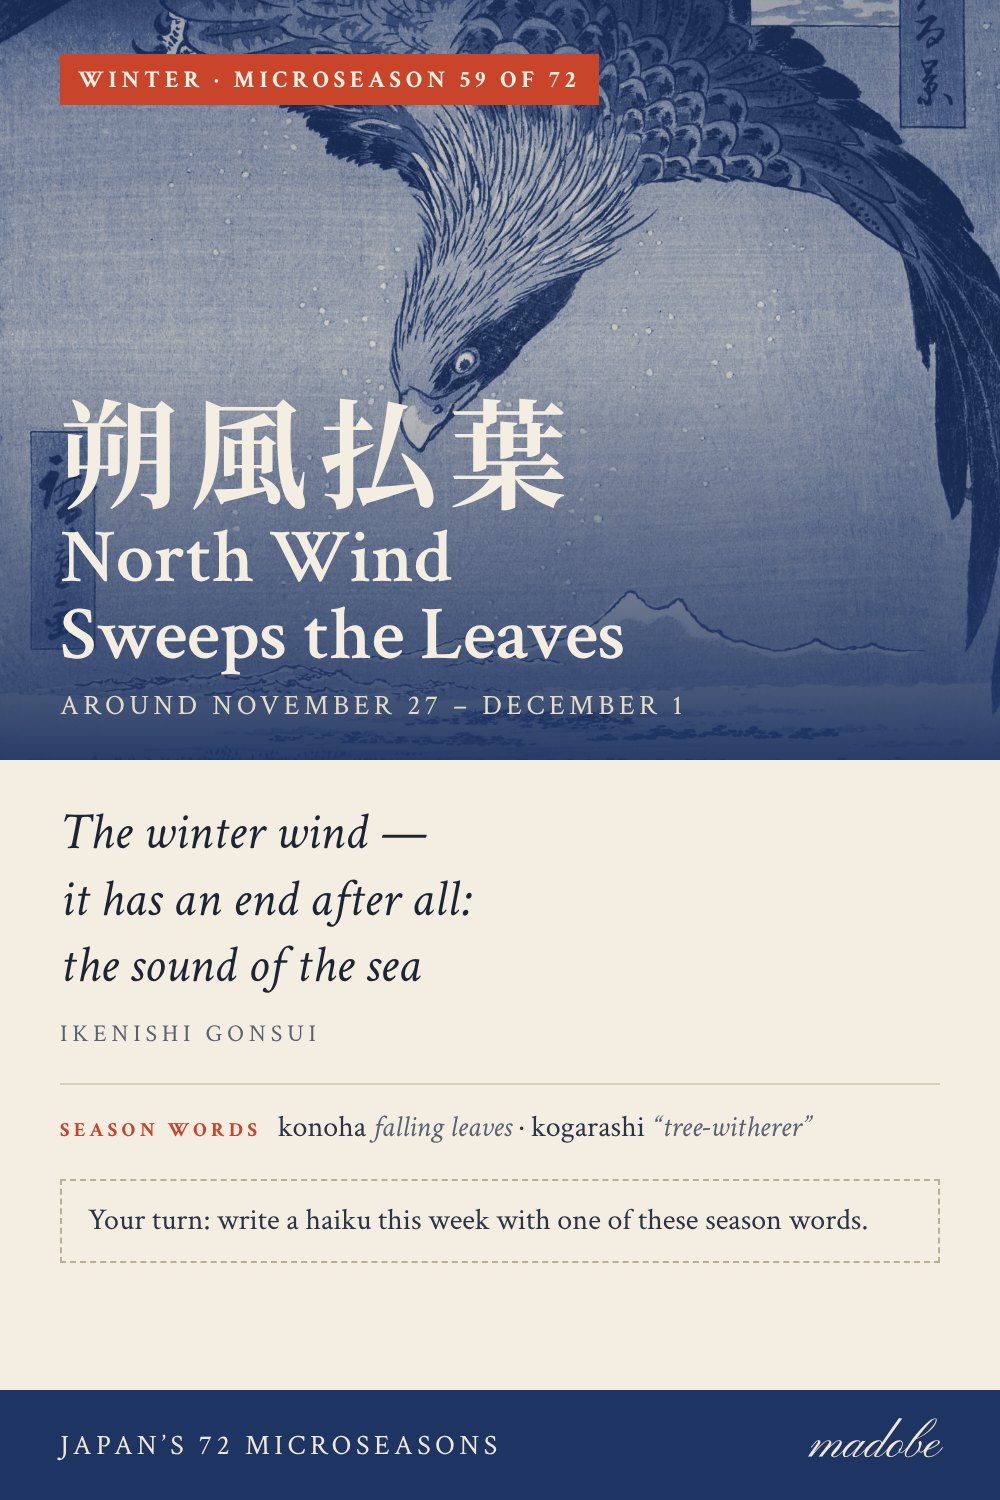 WINTER · MICROSEASON 59 OF 72
朔風払葉
North Wind
Sweeps the Leaves
AROUND NOVEMBER 27 – DECEMBER 1
The winter wind —
it has an end after all:
the sound of the sea
IKENISHI GONSUI
SEASON WORDS konoha falling leaves · kogarashi “tree-witherer”
Your turn: write a haiku this week with one of these season words.
JAPAN’S 72 MICROSEASONS
madobe